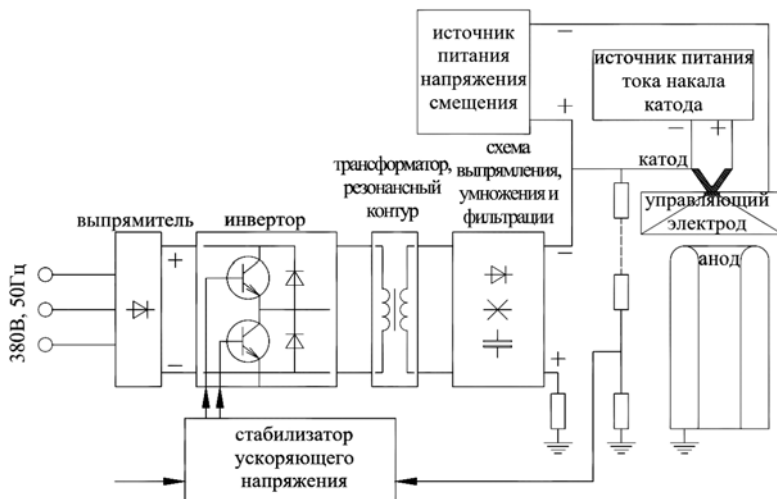 источник
питания
напряжения
смещения
−
+
источник питания
тока накала
катода
−
+
катод
управляющий
электрод
анод
схема
выпрямления,
умножения и
фильтрации
−
+
трансформатор,
резонансный
контур
инвертор
выпрямитель
+
−
380В, 50Гц
стабилизатор
ускоряющего
напряжения